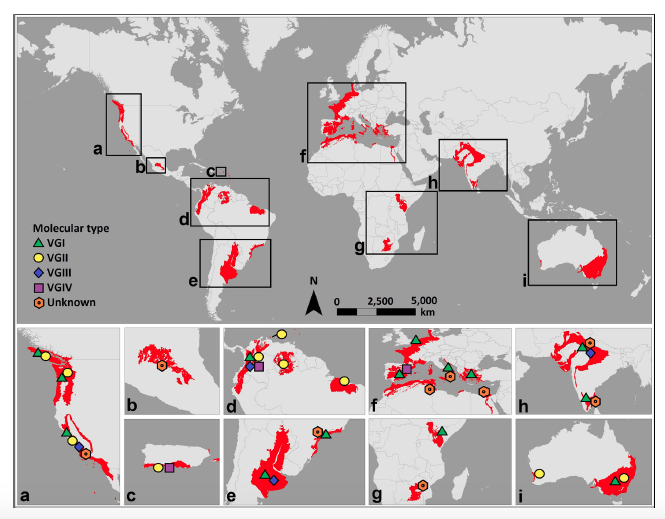 a
b
c
d
e
f
g
h
i
Molecular type
VGI
VGII
VGIII
VGIV
Unknown
N
0 2,500 5,000
km
a
b
c
d
e
f
g
h
i